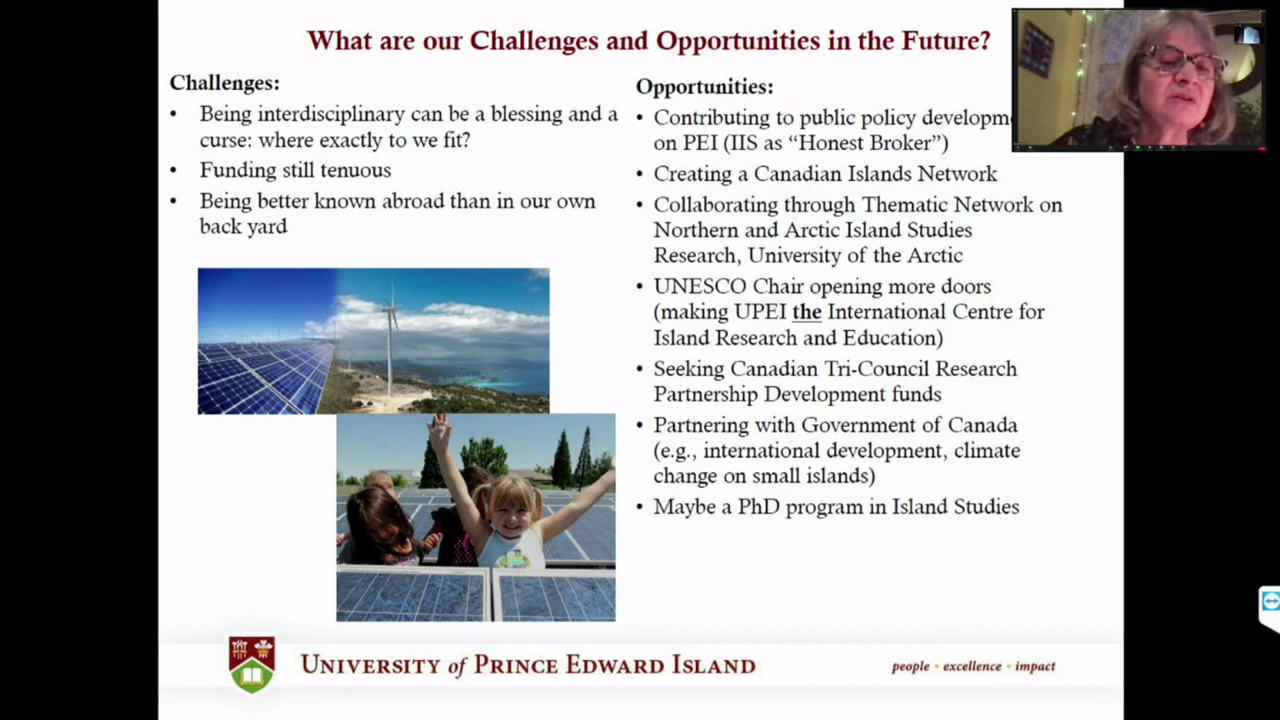 What are our Challenges and Opportunities in the Future?
Challenges:
• Being interdisciplinary can be a blessing and a
curse: where exactly to we fit?
• Funding still tenuous
• Being better known abroad than in our own
back yard
Opportunities:
• Contributing to public policy
on PEI (IIS as “Honest Broker”)
• Creating a Canadian Islands Network
• Collaborating through Thematic Network on
Northern and Arctic Island Studies
Research, University of the Arctic
• UNESCO Chair opening more doors
(making UPEI the International Centre for
Island Research and Education)
• Seeking Canadian Tri-Council Research
Partnership Development funds
• Partnering with Government of Canada
(e.g., international development, climate
change on small islands)
• Maybe a PhD program in Island Studies
UNIVERSITY of PRINCE EDWARD ISLAND
people • excellence • impact